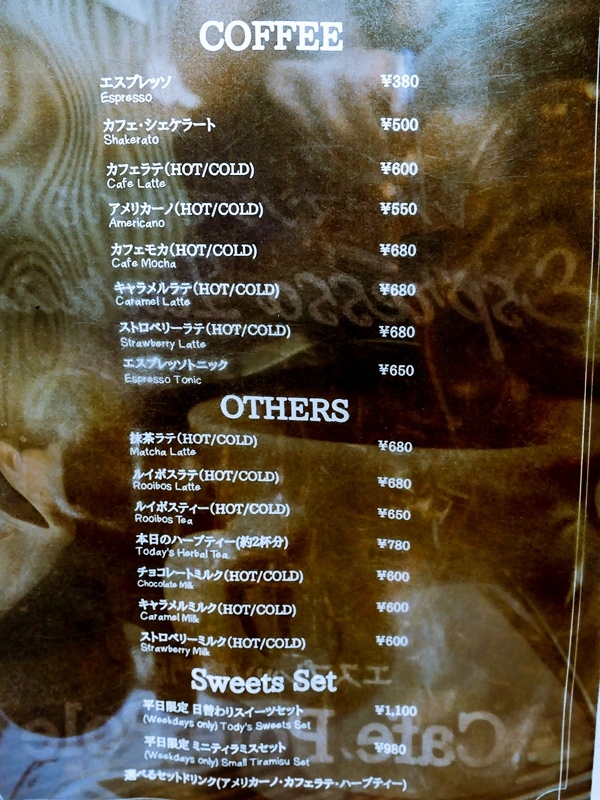 COFFEE
エスプレッソ ¥380
Espresso
カフェ・シェケラート ¥500
Shakerato
カフェラテ(HOT/COLD) ¥600
Cafe Latte
アメリカーノ(HOT/COLD) ¥550
Americano
カフェモカ(HOT/COLD) ¥680
Cafe Mocha
キャラメルラテ(HOT/COLD) ¥680
Caramel Latte
ストロベリーラテ(HOT/COLD) ¥680
Strawberry Latte
エスプレッソトニック ¥650
Espresso Tonic
OTHERS
抹茶ラテ(HOT/COLD) ¥680
Matcha Latte
ルイボスラテ(HOT/COLD) ¥680
Rooibos Latte
ルイボスティー(HOT/COLD) ¥650
Rooibos Tea
本日のハーブティー(約2杯分) ¥780
Today's Herbal Tea
チョコレートミルク(HOT/COLD) ¥600
Chocolate Milk
キャラメルミルク(HOT/COLD) ¥600
Caramel Milk
ストロベリーミルク(HOT/COLD) ¥600
Strawberry Milk
Sweets Set
平日限定 日替わりスイーツセット ¥1,100
(Weekdays only) Tody's Sweets Set
平日限定 ミニティラミスセット ¥980
(Weekdays only) Small Tiramisu Set
選べるセットドリンク(アメリカーノ・カフェラテ・ハーブティー)
Espresso
エスプレッソ
Cafe